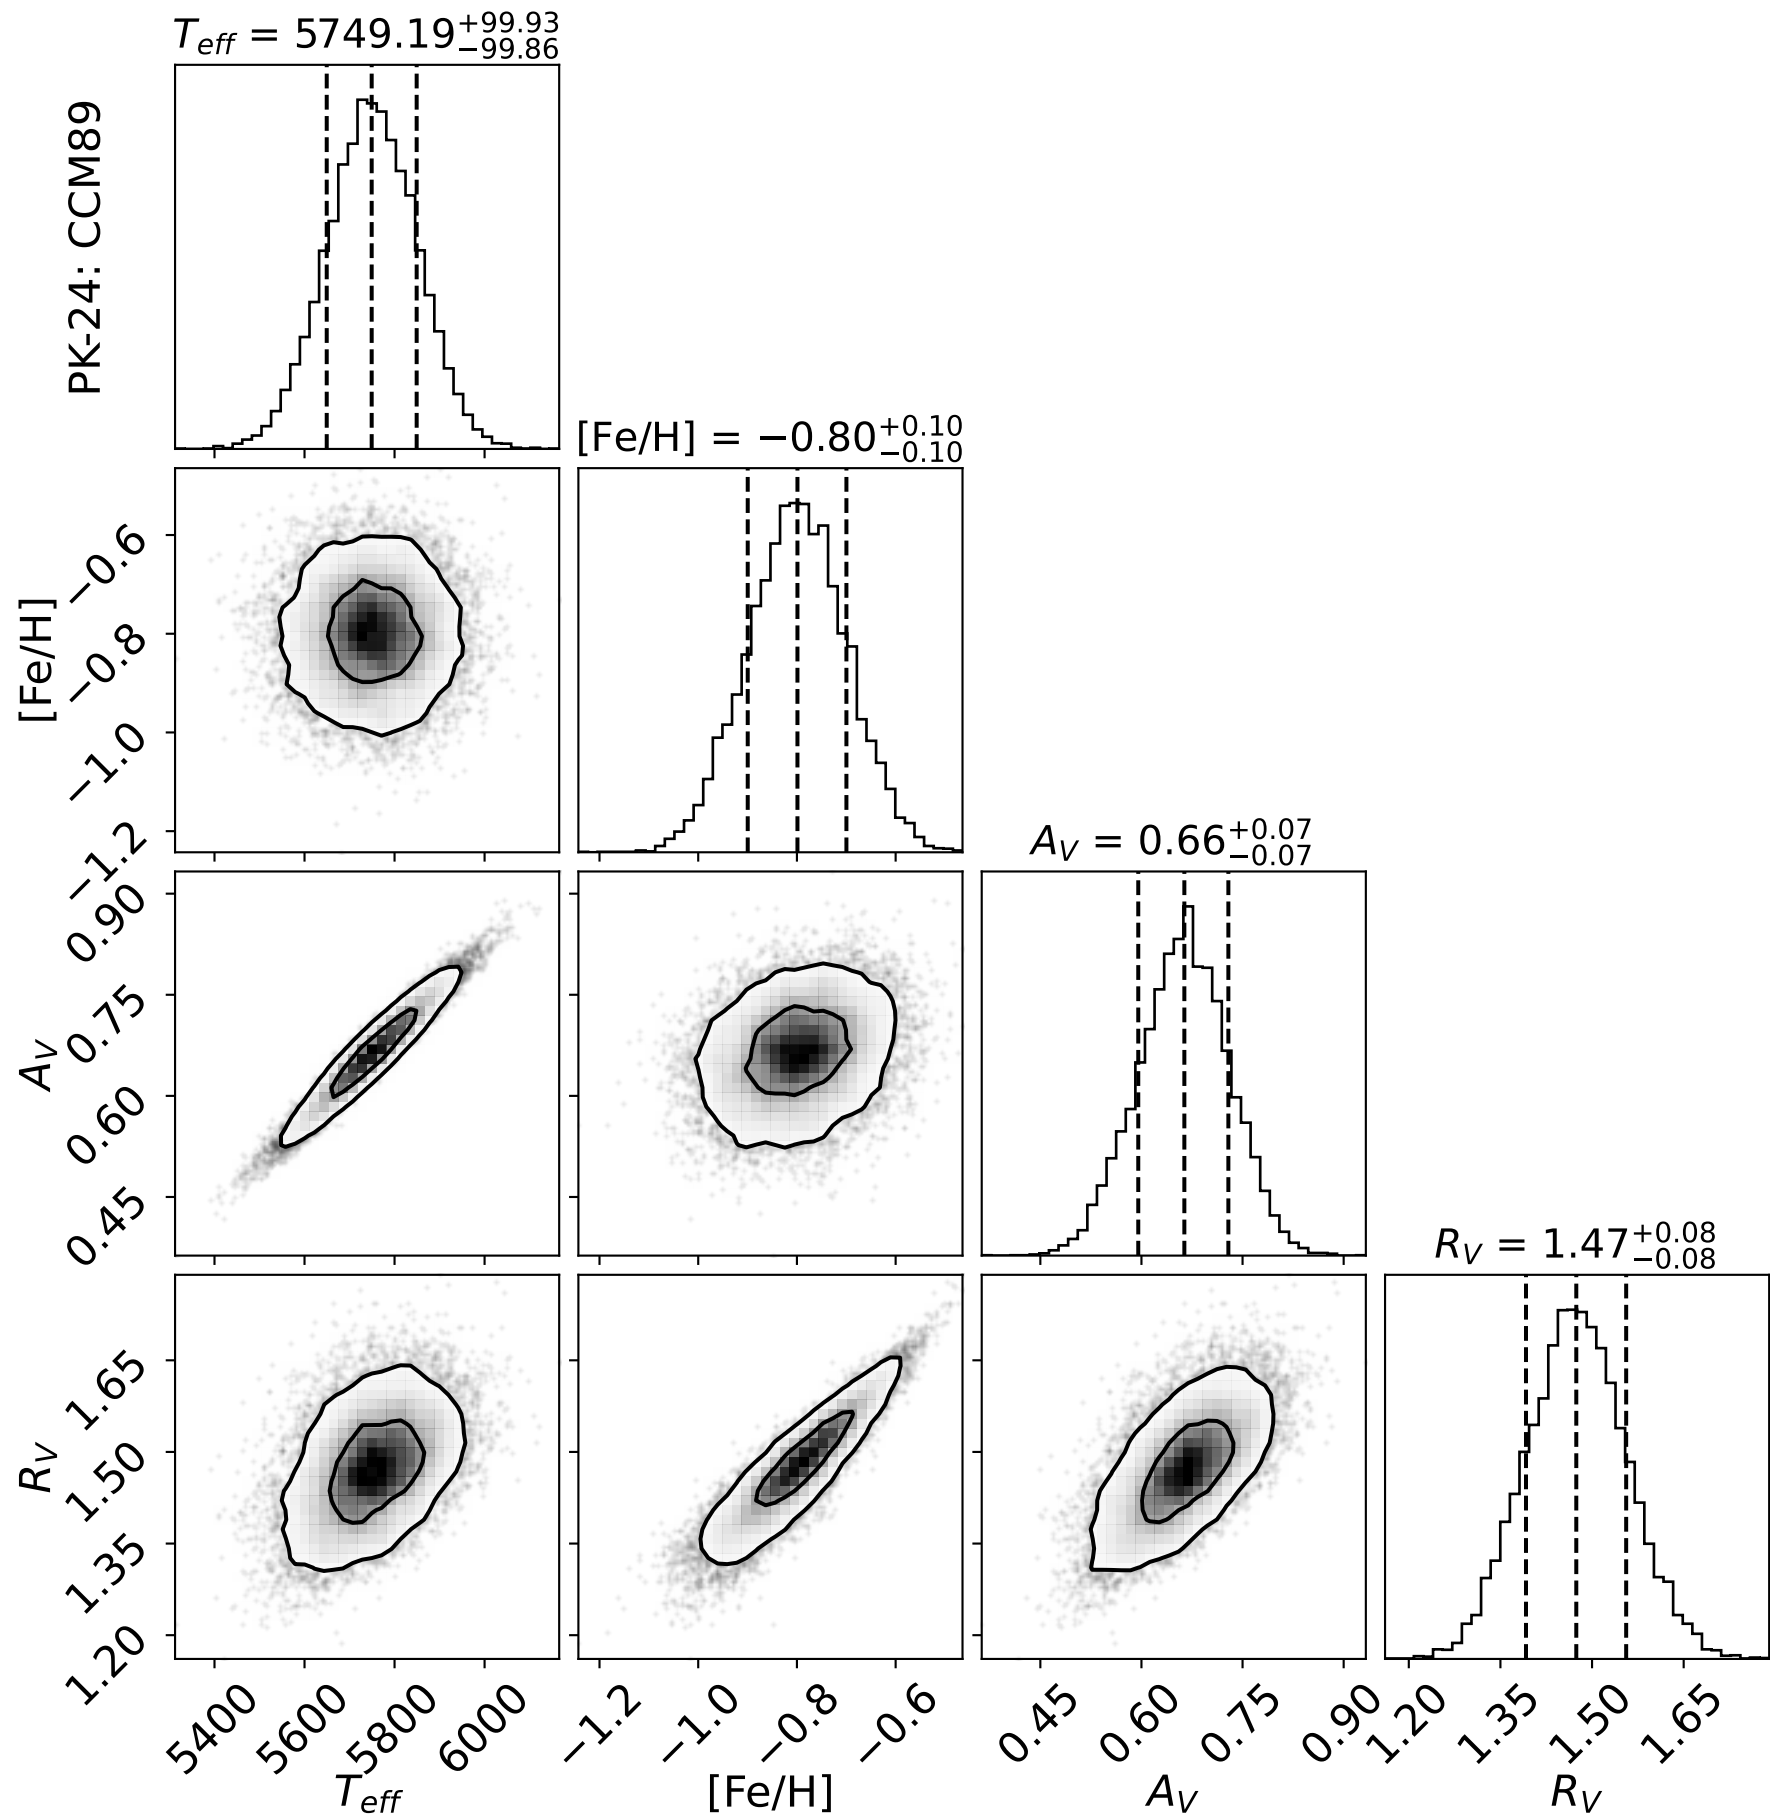 T_eff = 5749.19 +99.93 −99.86
PK-24: CCM89
[Fe/H] = −0.80 +0.10 −0.10
[Fe/H]
−0.6
−0.8
−1.0
−1.2
A_V = 0.66 +0.07 −0.07
A_V
0.90
0.75
0.60
0.45
R_V = 1.47 +0.08 −0.08
R_V
1.65
1.50
1.35
1.20
5400 5600 5800 6000
T_eff
−1.2 −1.0 −0.8 −0.6
[Fe/H]
0.45 0.60 0.75 0.90
A_V
1.20 1.35 1.50 1.65
R_V